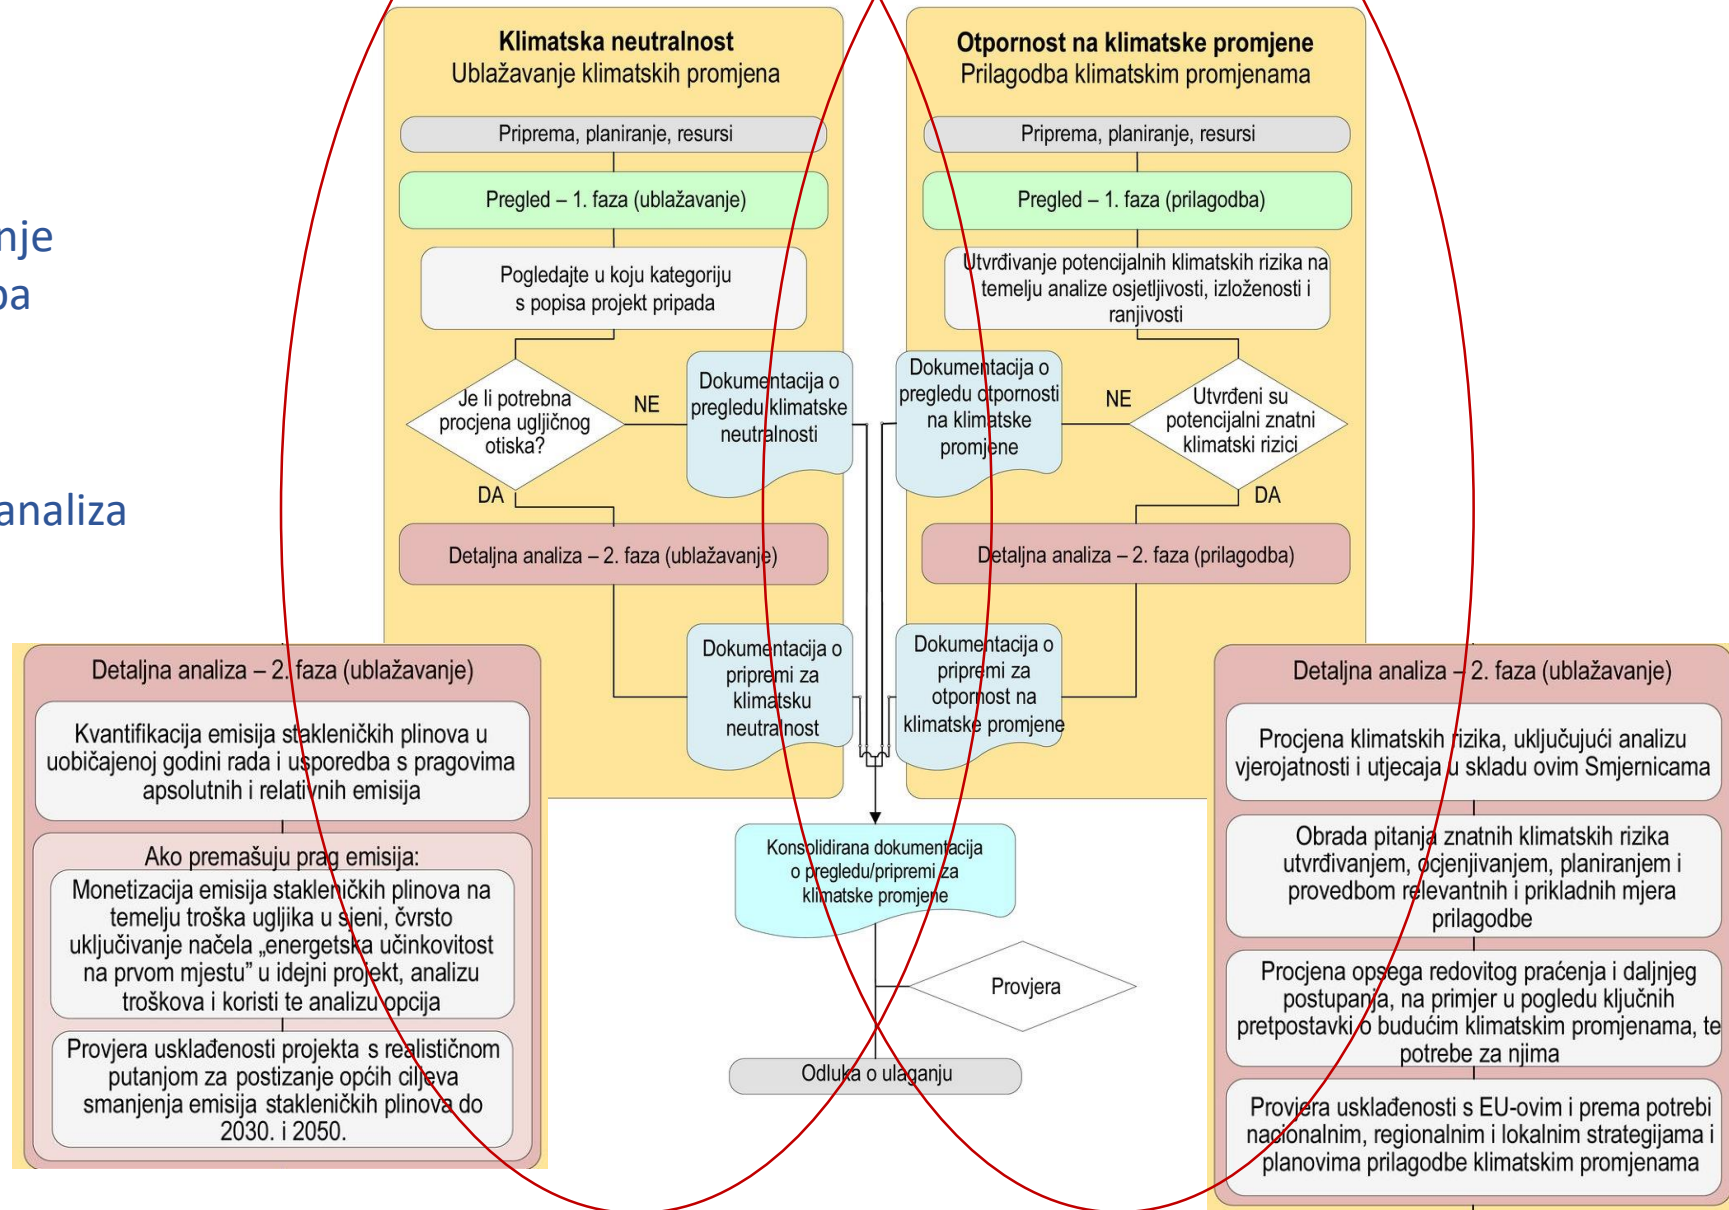 nje
ba
analiza
Klimatska neutralnost
Ublažavanje klimatskih promjena
Priprema, planiranje, resursi
Pregled – 1. faza (ublažavanje)
Pogledajte u koju kategoriju
s popisa projekt pripada
Je li potrebna
procjena ugljičnog
otiska?
NE
DA
Dokumentacija o
pregledu klimatske
neutralnosti
Detaljna analiza – 2. faza (ublažavanje)
Dokumentacija o
pripremi za
klimatsku
neutralnost
Otpornost na klimatske promjene
Prilagodba klimatskim promjenama
Priprema, planiranje, resursi
Pregled – 1. faza (prilagodba)
Utvrđivanje potencijalnih klimatskih rizika na
temelju analize osjetljivosti, izloženosti i
ranjivosti
Dokumentacija o
pregledu otpornosti
na klimatske
promjene
NE
Utvrđeni su
potencijalni znatni
klimatski rizici
DA
Detaljna analiza – 2. faza (prilagodba)
Dokumentacija o
pripremi za
otpornost na
klimatske promjene
Detaljna analiza – 2. faza (ublažavanje)
Kvantifikacija emisija stakleničkih plinova u
uobičajenoj godini rada i usporedba s pragovima
apsolutnih i relativnih emisija
Ako premašuju prag emisija:
Monetizacija emisija stakleničkih plinova na
temelju troška ugljika u sjeni, čvrsto
uključivanje načela „energetska učinkovitost
na prvom mjestu” u idejni projekt, analizu
troškova i koristi te analizu opcija
Provjera usklađenosti projekta s realističnom
putanjom za postizanje općih ciljeva
smanjenja emisija stakleničkih plinova do
2030. i 2050.
Konsolidirana dokumentacija
o pregledu/pripremi za
klimatske promjene
Provjera
Odluka o ulaganju
Detaljna analiza – 2. faza (ublažavanje)
Procjena klimatskih rizika, uključujući analizu
vjerojatnosti i utjecaja u skladu ovim Smjernicama
Obrada pitanja znatnih klimatskih rizika
utvrđivanjem, ocjenjivanjem, planiranjem i
provedbom relevantnih i prikladnih mjera
prilagodbe
Procjena opsega redovitog praćenja i daljnjeg
postupanja, na primjer u pogledu ključnih
pretpostavki o budućim klimatskim promjenama, te
potrebe za njima
Provjera usklađenosti s EU-ovim i prema potrebi
nacionalnim, regionalnim i lokalnim strategijama i
planovima prilagodbe klimatskim promjenama